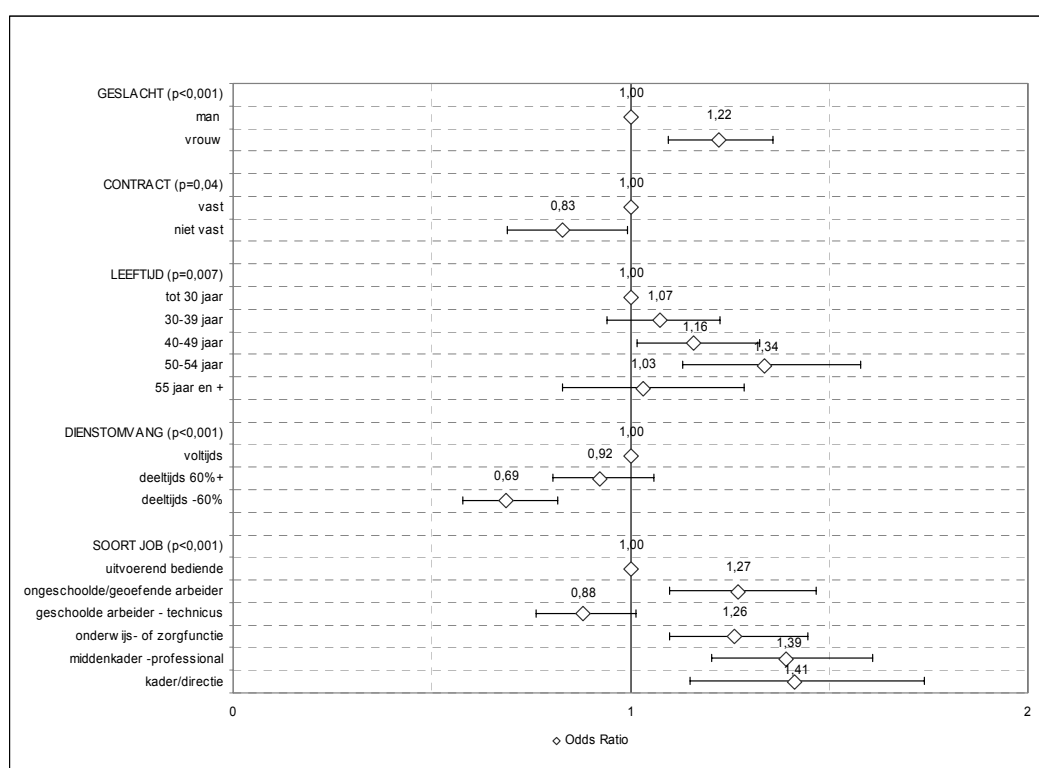 GESLACHT (p<0,001) 1,00
man 1,22
vrouw
CONTRACT (p=0,04) 1,00
vast 0,83
niet vast
LEEFTIJD (p=0,007) 1,00
tot 30 jaar 1,07
30-39 jaar 1,16
40-49 jaar 1,34
50-54 jaar 1,03
55 jaar en +
DIENSTOMVANG (p<0,001) 1,00
voltijds 0,92
deeltijds 60%+ 0,69
deeltijds -60%
SOORT JOB (p<0,001) 1,00
uitvoerend bediende 1,27
ongeschoolde/geoefende arbeider 0,88
geschoolde arbeider - technicus 1,26
onderwijs- of zorgfunctie 1,39
middenkader -professional 1,41
kader/directie
0 1 2
Odds Ratio